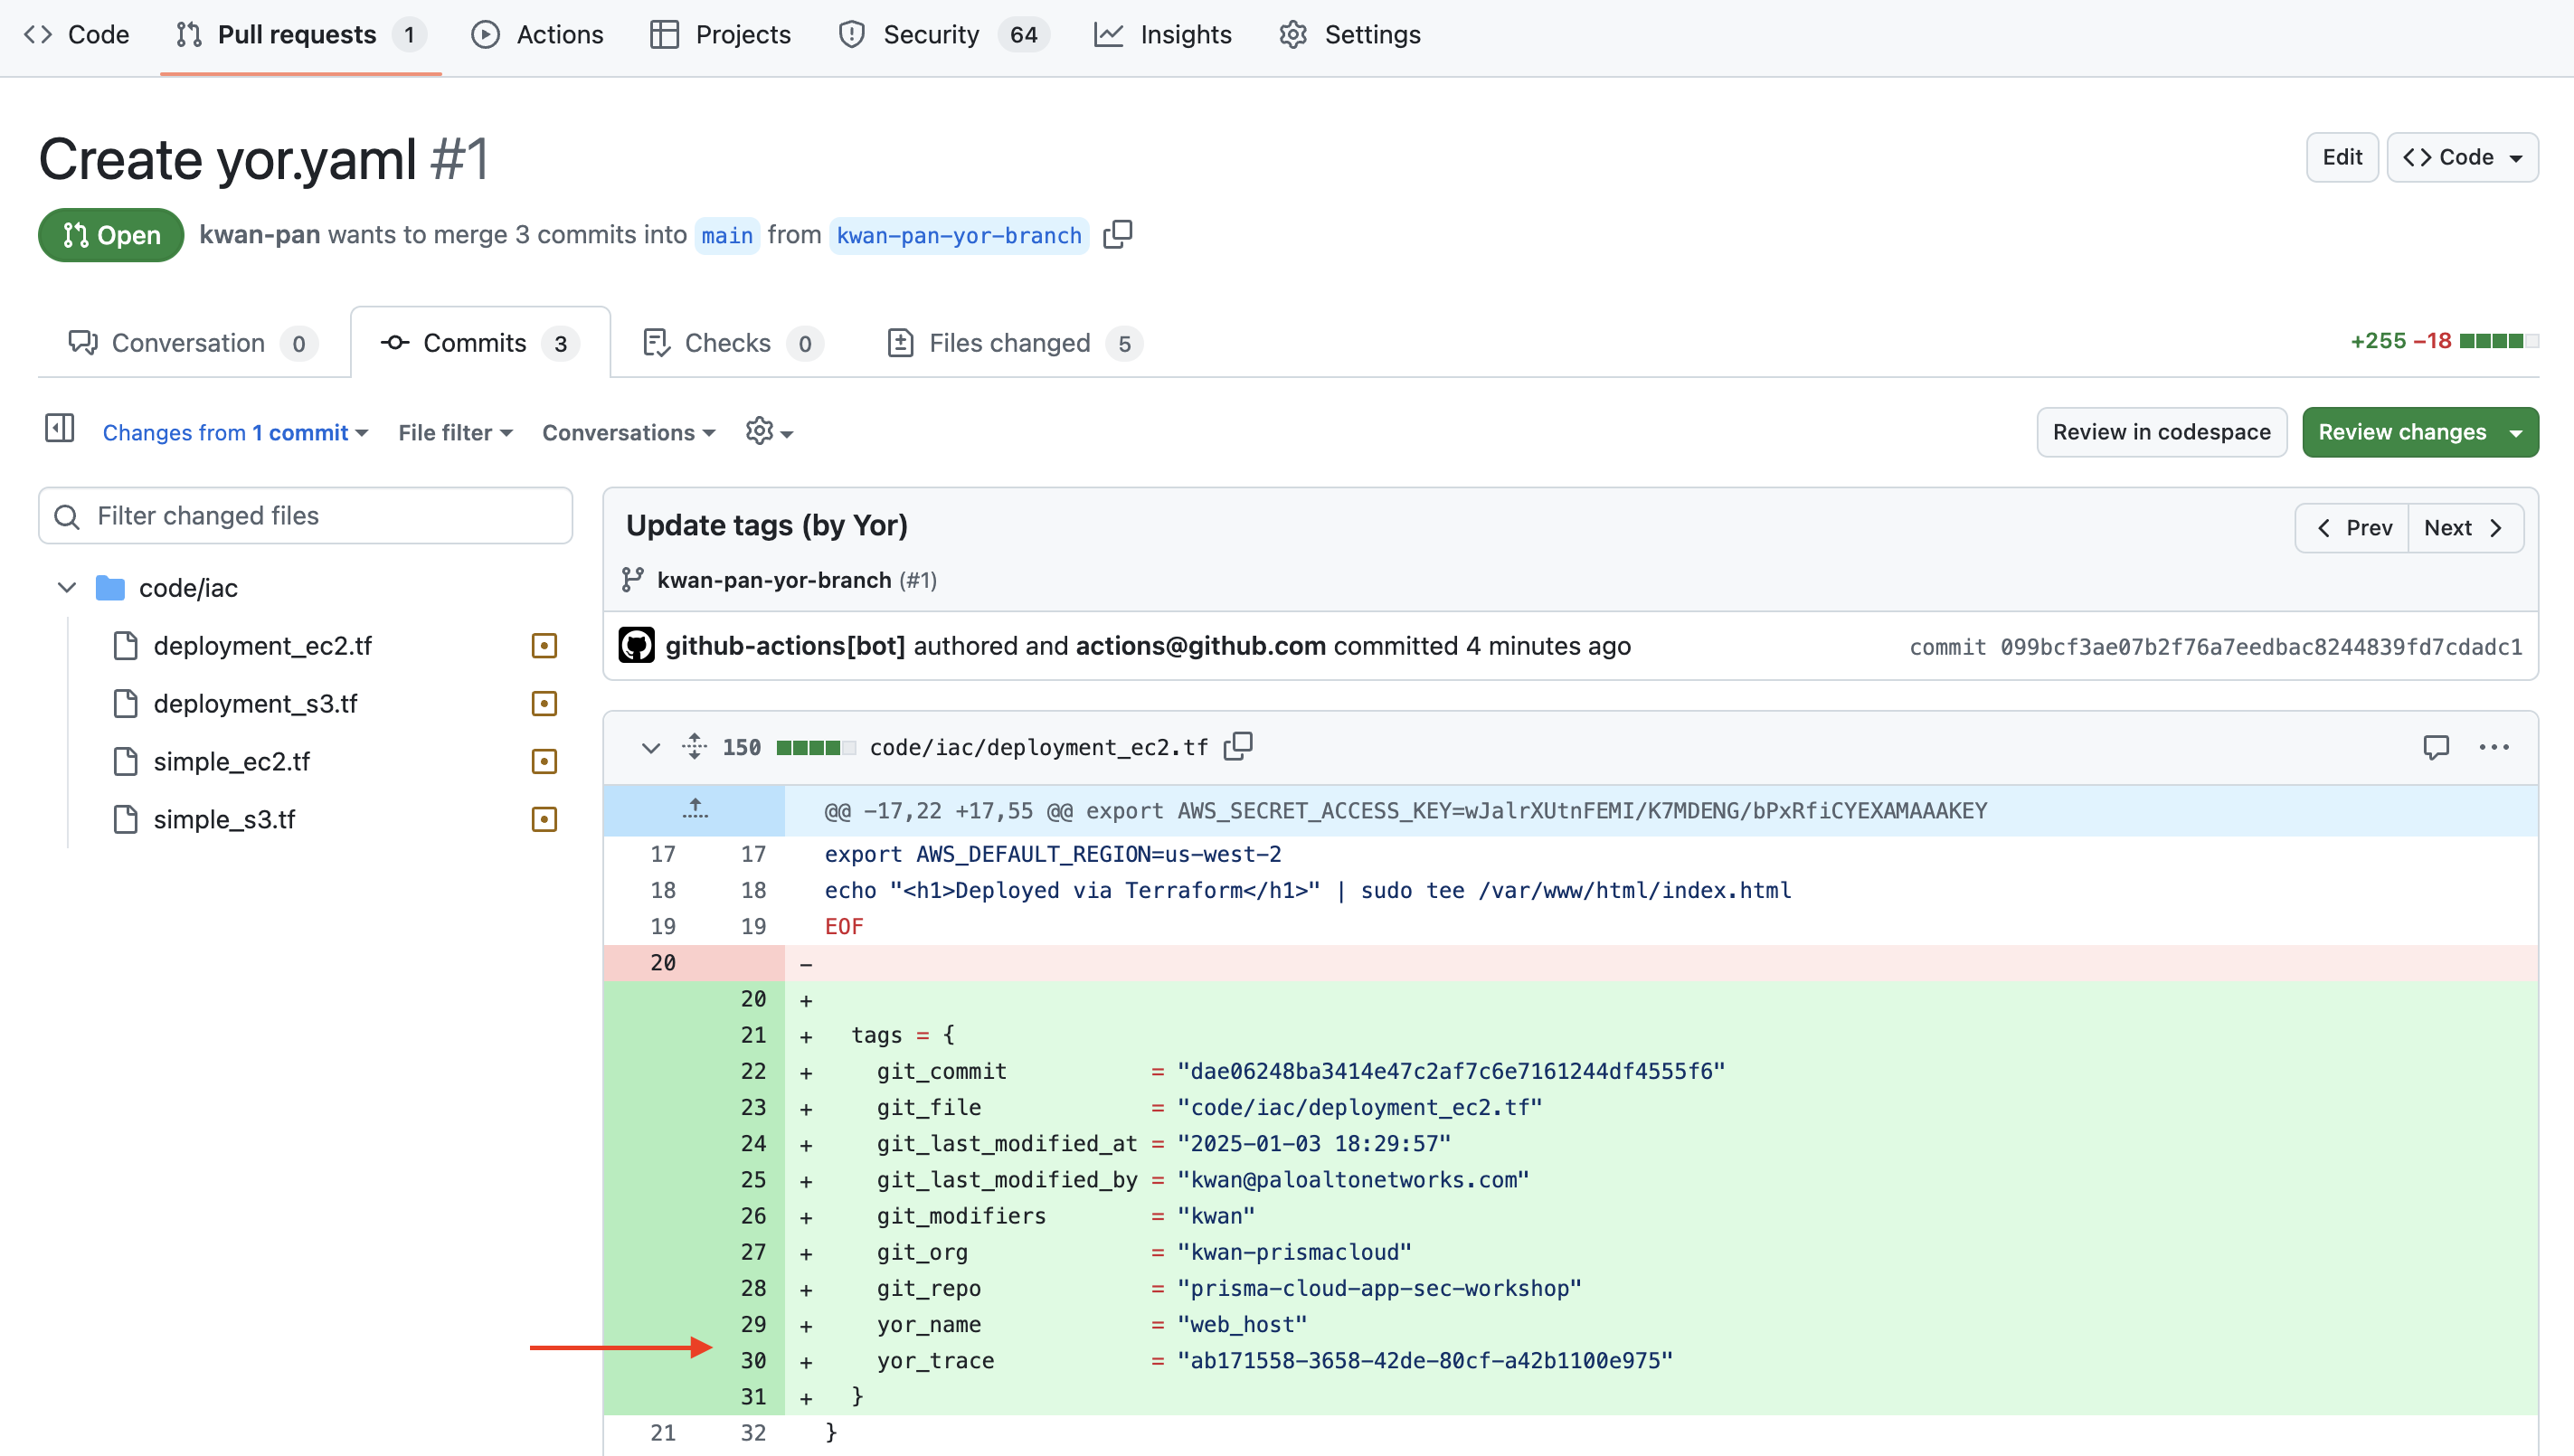 Code Pull requests 1 Actions Projects Security 64 Insights Settings
Create yor.yaml #1
Edit Code
Open kwan-pan wants to merge 3 commits into main from kwan-pan-yor-branch
Conversation 0 Commits 3 Checks 0 Files changed 5 +255 −18
Changes from 1 commit File filter Conversations Review in codespace Review changes
Filter changed files
code/iac
deployment_ec2.tf
deployment_s3.tf
simple_ec2.tf
simple_s3.tf
Update tags (by Yor)
Prev Next
kwan-pan-yor-branch (#1)
github-actions[bot] authored and actions@github.com committed 4 minutes ago commit 099bcf3ae07b2f76a7eedbac8244839fd7cdadc1
150 code/iac/deployment_ec2.tf
@@ -17,22 +17,55 @@ export AWS_SECRET_ACCESS_KEY=wJalrXUtnFEMI/K7MDENG/bPxRfiCYEXAMAAAKEY
17 17 export AWS_DEFAULT_REGION=us-west-2
18 18 echo "<h1>Deployed via Terraform</h1>" | sudo tee /var/www/html/index.html
19 19 EOF
20 -
20 +
21 + tags = {
22 + git_commit = "dae06248ba3414e47c2af7c6e7161244df4555f6"
23 + git_file = "code/iac/deployment_ec2.tf"
24 + git_last_modified_at = "2025-01-03 18:29:57"
25 + git_last_modified_by = "kwan@paloaltonetworks.com"
26 + git_modifiers = "kwan"
27 + git_org = "kwan-prismacloud"
28 + git_repo = "prisma-cloud-app-sec-workshop"
29 + yor_name = "web_host"
30 + yor_trace = "ab171558-3658-42de-80cf-a42b1100e975"
31 + }
21 32 }